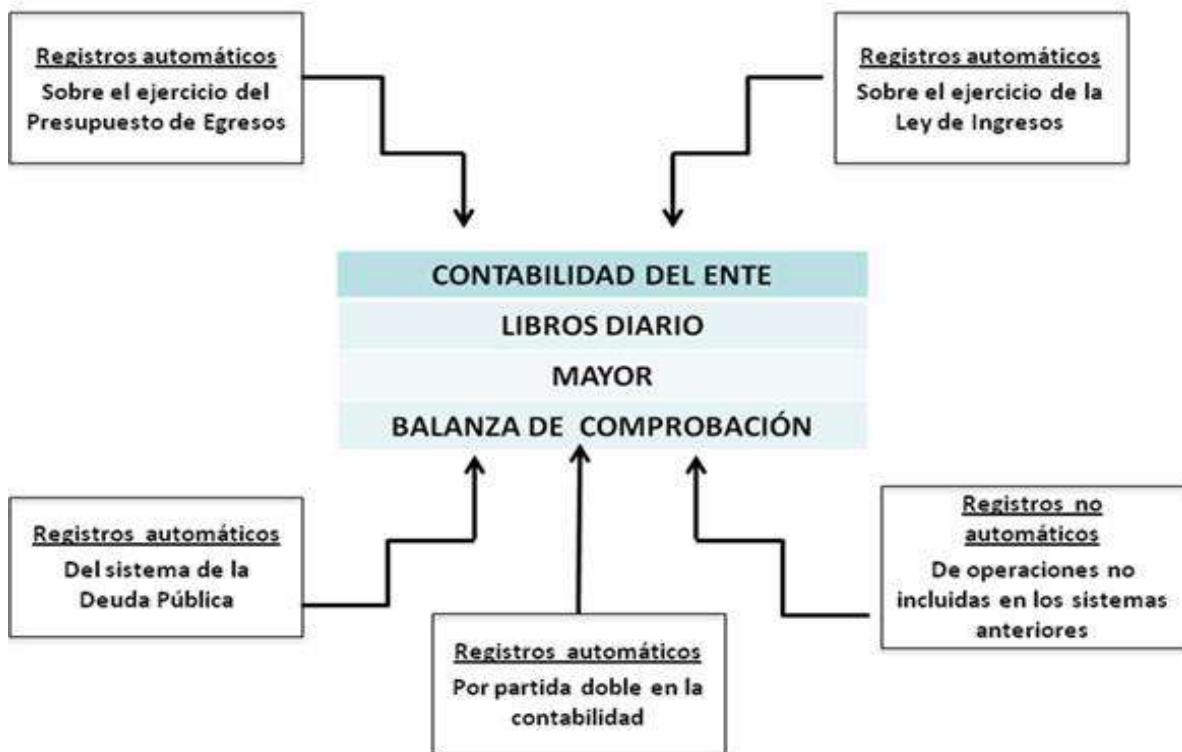 Registros automáticos
Sobre el ejercicio del
Presupuesto de Egresos
Registros automáticos
Sobre el ejercicio de la
Ley de Ingresos
CONTABILIDAD DEL ENTE
LIBROS DIARIO
MAYOR
BALANZA DE COMPROBACIÓN
Registros automáticos
Del sistema de la
Deuda Pública
Registros automáticos
Por partida doble en la
contabilidad
Registros no
automáticos
De operaciones no
incluidas en los sistemas
anteriores